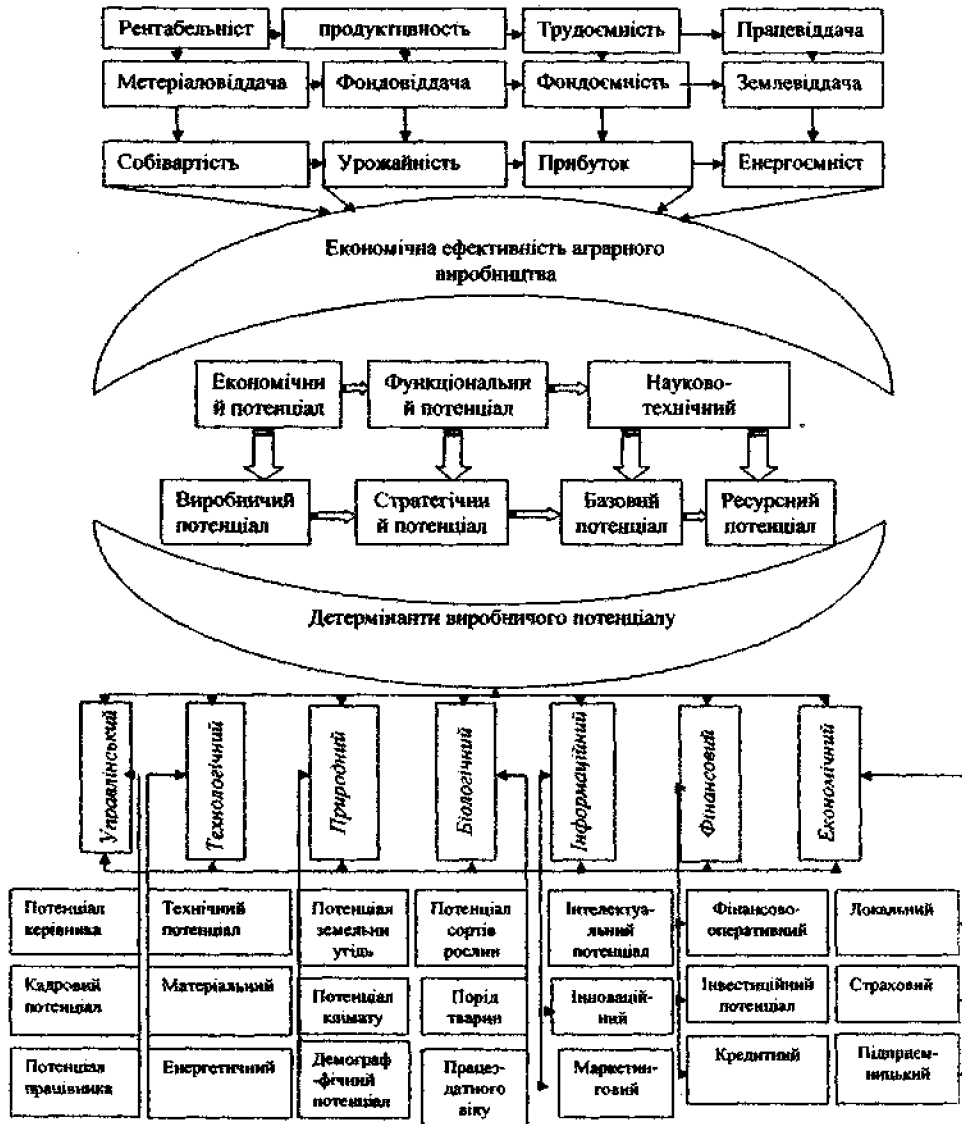 Рентабельніст
продуктивность
Трудоємність
Працевіддача
Метеріаловіддача
Фондовіддача
Фондоємність
Землевіддача
Собівартість
Урожайність
Прибуток
Енергоємніст
Економічна ефективність аграрного
виробництва
Економічни
й потенціал
Функціональни
й потенціал
Науково-
технічний
Виробничий
потенціал
Стратегічни
й потенціал
Базовий
потенціал
Ресурсний
потенціал
Детермінанти виробничого потенціалу
Управлінський
Технологічний
Природний
Біологічний
Інформаційний
Фінансовий
Економічний
Потенціал
керівника
Технічний
потенціал
Потенціал
земельни
угідь
Потенціал
сортів
рослин
Інтелектуа-
льний
потенціал
Фінансово-
оперативний
Локальний
Кадровий
потенціал
Матеріальний
Потенціал
клімату
Порід
тварин
Інновацій-
ний
Інвестиційний
потенціал
Страховий
Потенціал
працівника
Енергетичний
Демограф
-фічний
потенціал
Працез-
датного
віку
Маркетин-
говий
Кредитний
Підприєм-
ницький